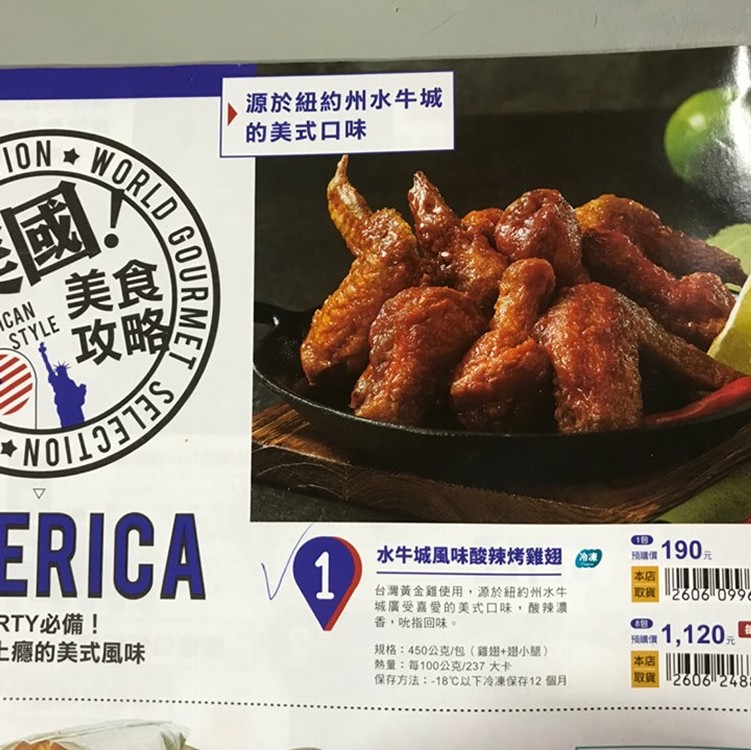 源於紐約州水牛城
的美式口味
WORLD GOURMET SELECTION
國!
美食
攻略
STYLE
ERICA
RTY必備！
上癮的美式風味
1
水牛城風味酸辣烤雞翅
冷凍
台灣黃金雞使用，源於紐約州水牛
城廣受喜愛的美式口味，酸辣濃
香，吮指回味。
規格：450公克/包（雞翅+翅小腿）
熱量：每100公克/237 大卡
保存方法：-18℃以下冷凍保存12 個月
1包
預購價 190元
本店
取貨
2606 0996
8包
預購價 1,120元
本店
取貨
2606 248